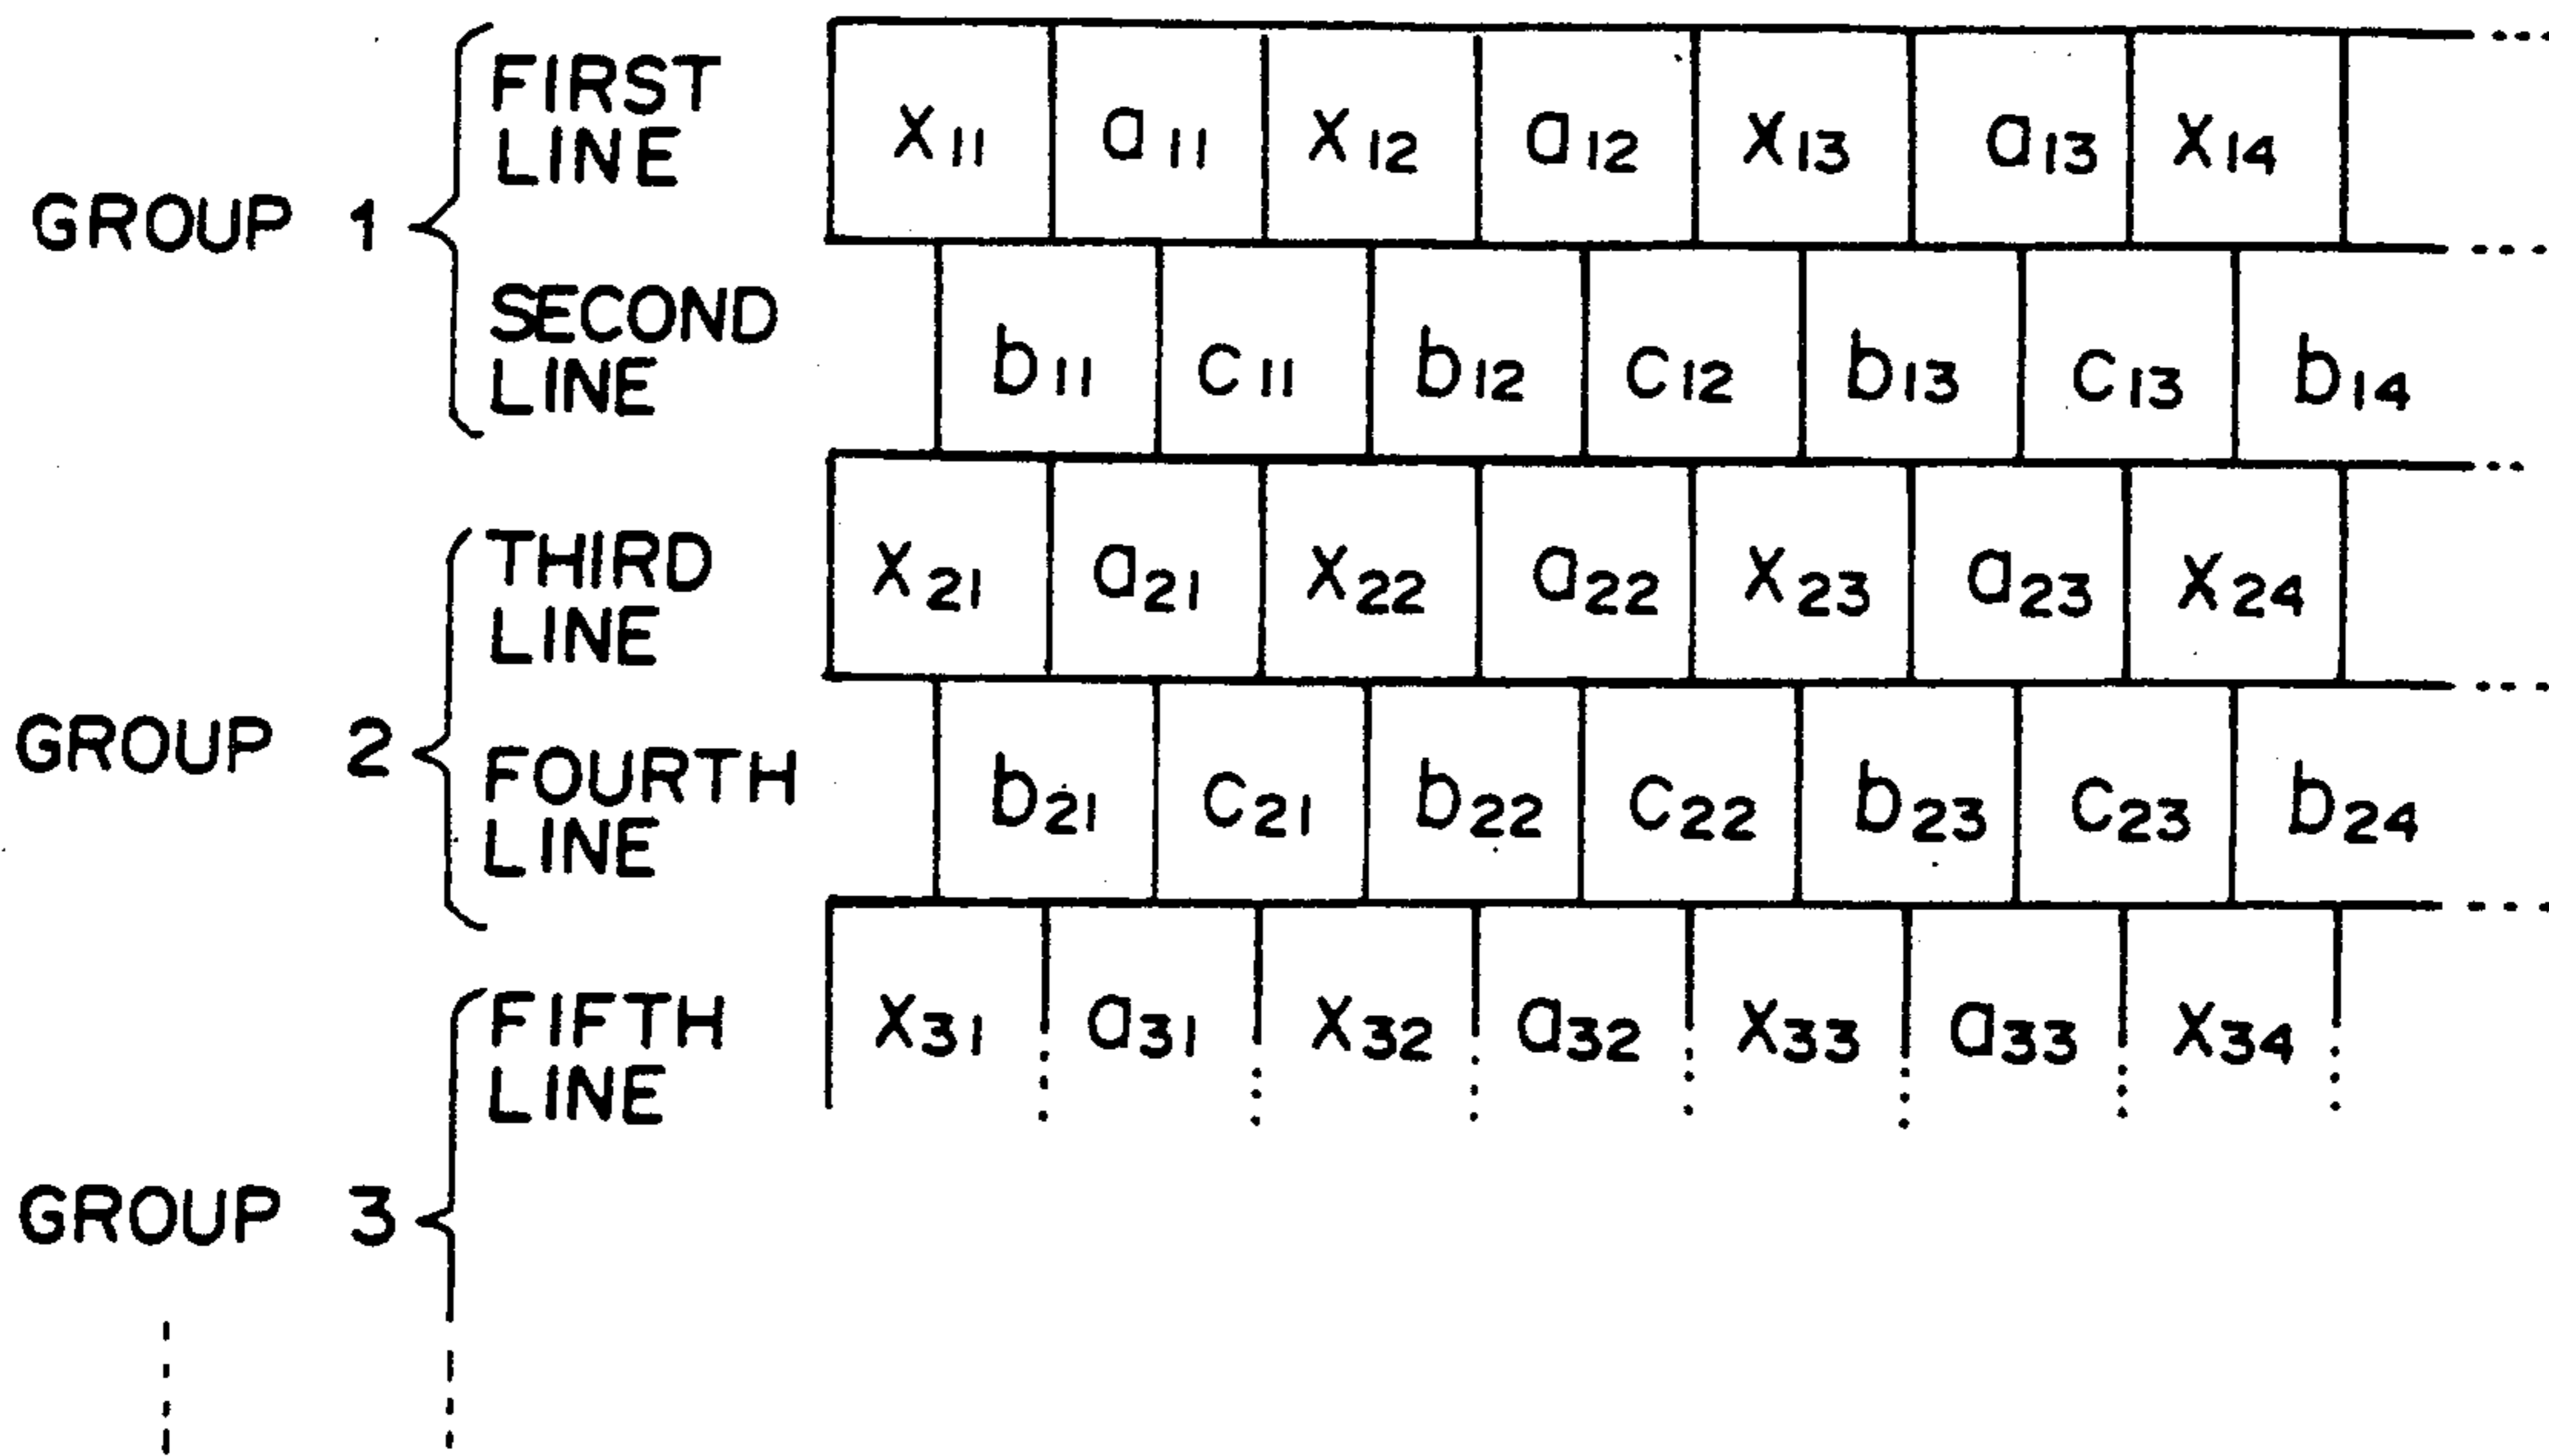 FIRST
LINE
x11 a11 x12 a12 x13 a13 x14
GROUP 1
SECOND
LINE
b11 c11 b12 c12 b13 c13 b14
THIRD
LINE
x21 a21 x22 a22 x23 a23 x24
GROUP 2
FOURTH
LINE
b21 c21 b22 c22 b23 c23 b24
FIFTH
LINE
x31 a31 x32 a32 x33 a33 x34
GROUP 3